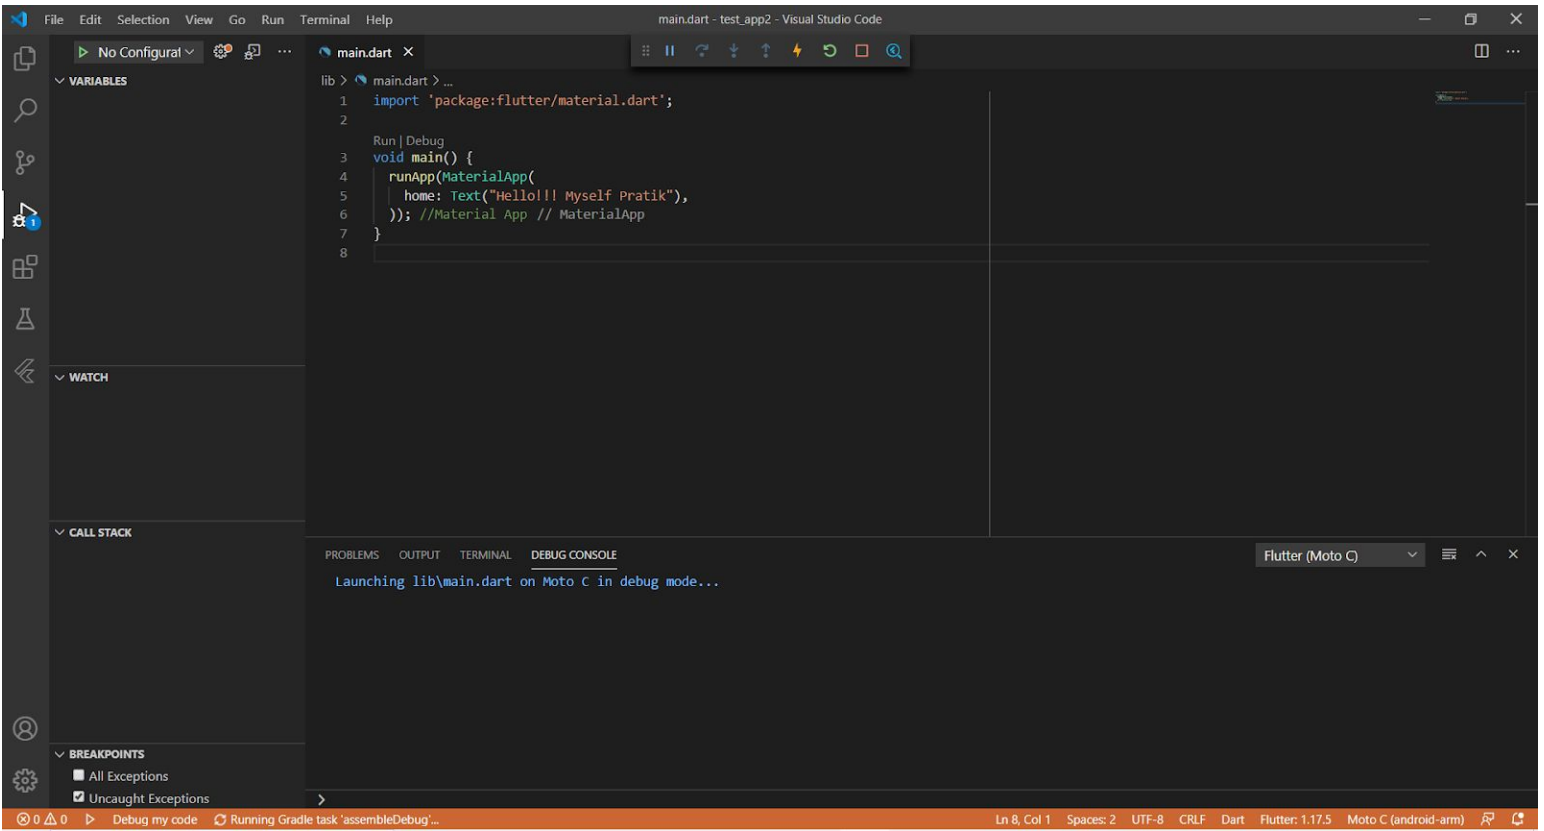 File Edit Selection View Go Run Terminal Help
main.dart - test_app2 - Visual Studio Code
No Configurat
main.dart
VARIABLES
lib > main.dart > ...
1 import 'package:flutter/material.dart';
2
Run | Debug
3 void main() {
4 runApp(MaterialApp(
5 home: Text("Hello!!! Myself Pratik"),
6 )); //Material App // MaterialApp
7 }
8
1
WATCH
CALL STACK
PROBLEMS OUTPUT TERMINAL DEBUG CONSOLE
Flutter (Moto C)
Launching lib\main.dart on Moto C in debug mode...
BREAKPOINTS
All Exceptions
Uncaught Exceptions
0 0 Debug my code Running Gradle task 'assembleDebug'...
Ln 8, Col 1 Spaces: 2 UTF-8 CRLF Dart Flutter: 1.17.5 Moto C (android-arm)